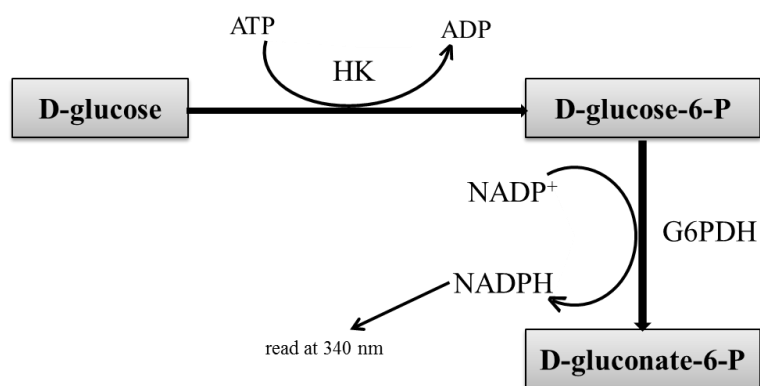 ATP
ADP
HK
D-glucose
D-glucose-6-P
NADP⁺
G6PDH
NADPH
read at 340 nm
D-gluconate-6-P